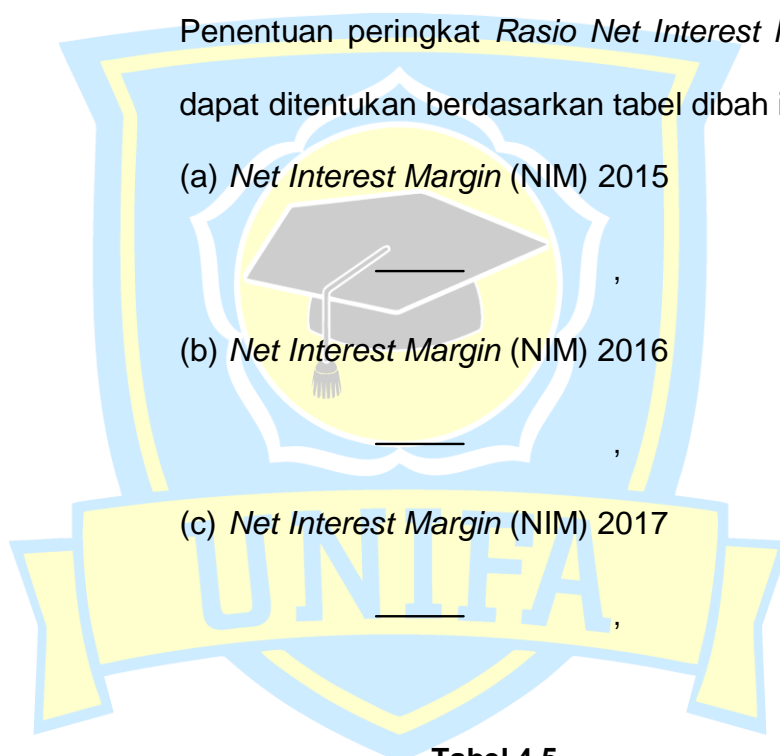 Penentuan peringkat Rasio Net Interest
dapat ditentukan berdasarkan tabel dibah
(a) Net Interest Margin (NIM) 2015
,
(b) Net Interest Margin (NIM) 2016
,
(c) Net Interest Margin (NIM) 2017
,
UNIFA
Tabel 4.5